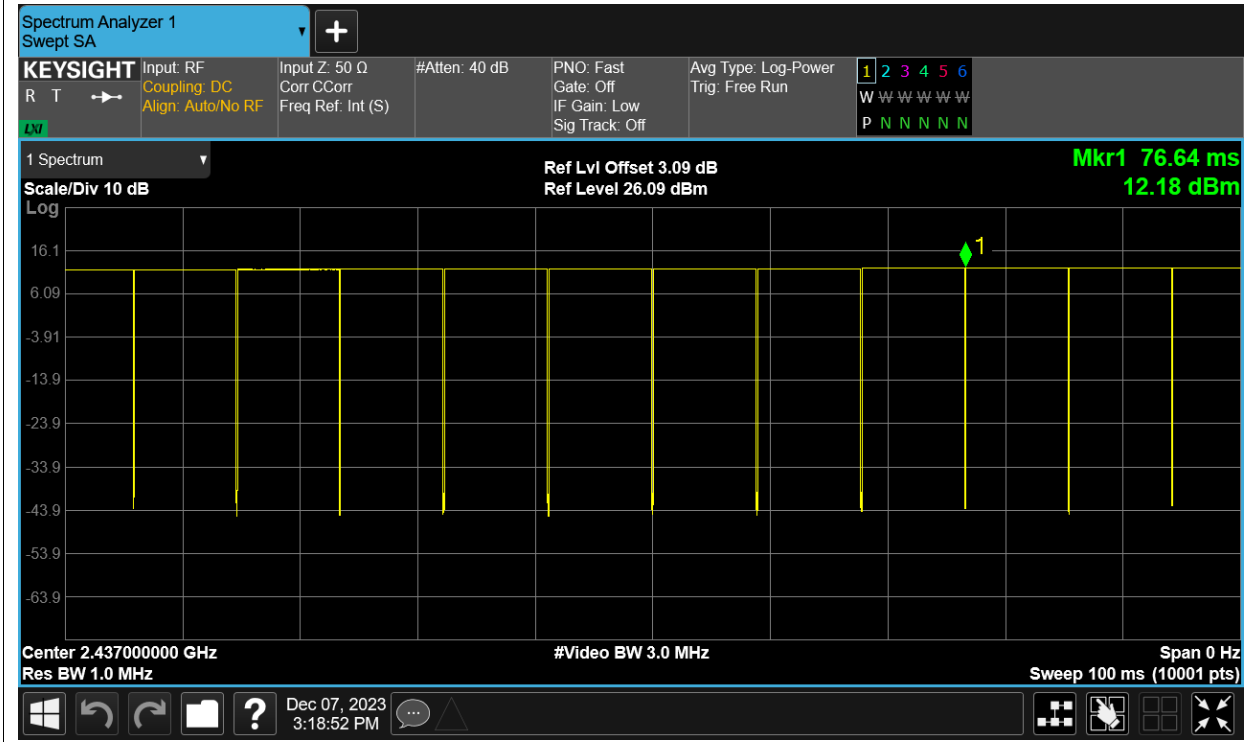 Spectrum Analyzer 1
Swept SA
+
KEYSIGHT
R T
LXI
Input: RF
Coupling: DC
Align: Auto/No RF
Input Z: 50 Ω
Corr CCorr
Freq Ref: Int (S)
#Atten: 40 dB
PNO: Fast
Gate: Off
IF Gain: Low
Sig Track: Off
Avg Type: Log-Power
Trig: Free Run
1 2 3 4 5 6
W W W W W W
P N N N N N
1 Spectrum
Scale/Div 10 dB
Log
Ref Lvl Offset 3.09 dB
Ref Level 26.09 dBm
Mkr1 76.64 ms
12.18 dBm
1
16.1
6.09
-3.91
-13.9
-23.9
-33.9
-43.9
-53.9
-63.9
Center 2.437000000 GHz
Res BW 1.0 MHz
#Video BW 3.0 MHz
Span 0 Hz
Sweep 100 ms (10001 pts)
?
Dec 07, 2023
3:18:52 PM